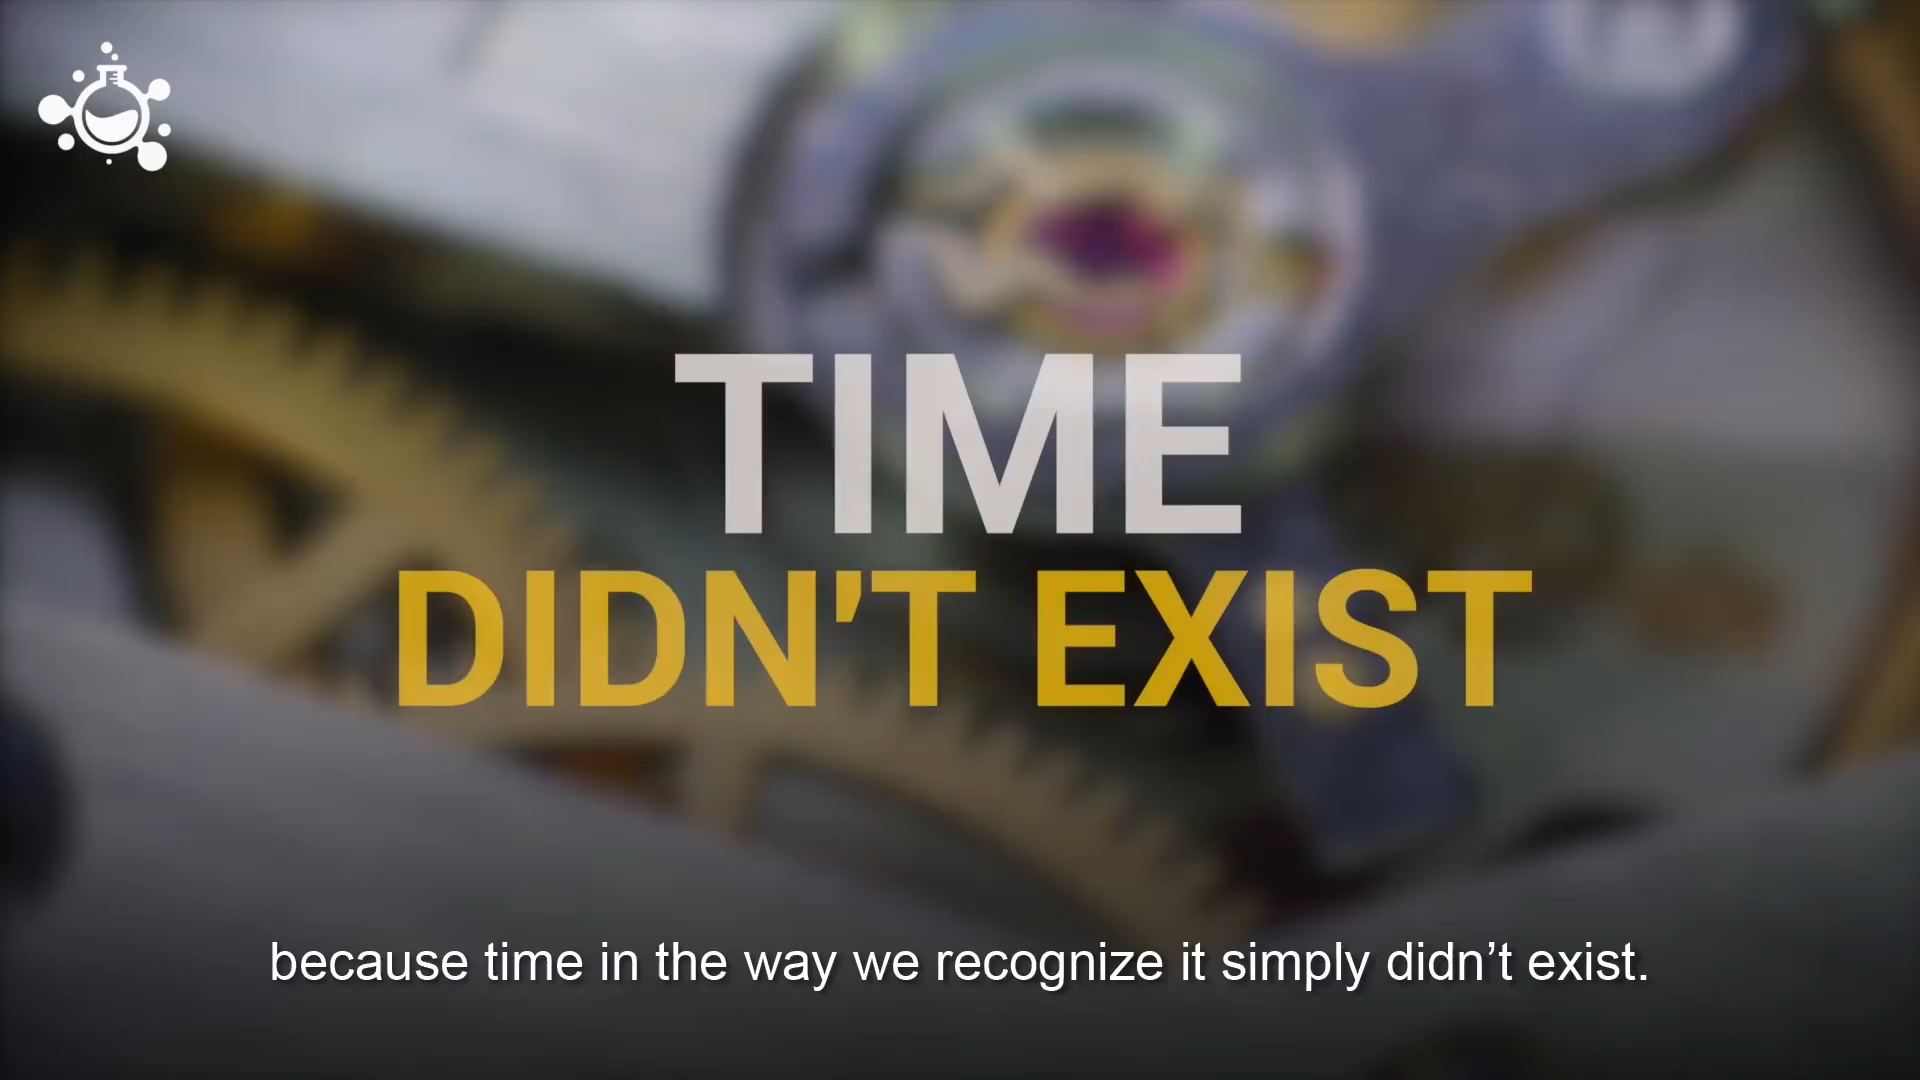 TIME
DIDN'T EXIST
because time in the way we recognize it simply didn’t exist.